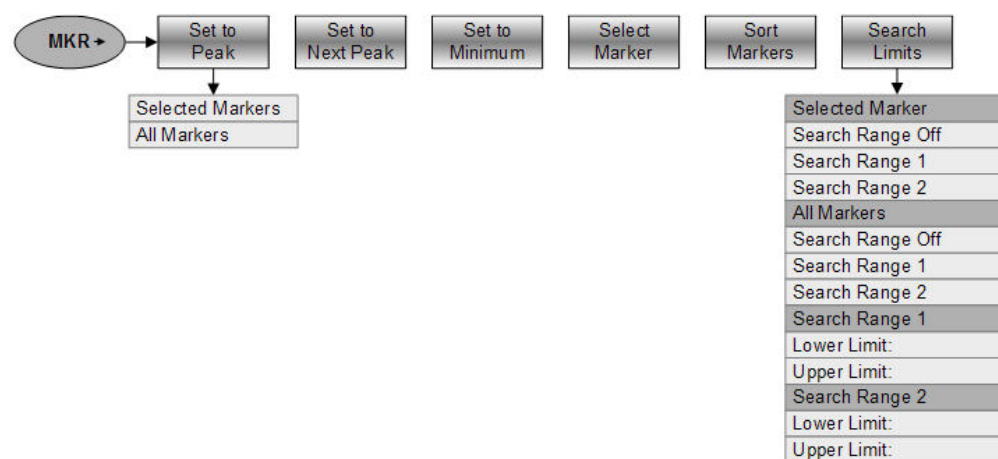 MKR→
Set to
Peak
Set to
Next Peak
Set to
Minimum
Select
Marker
Sort
Markers
Search
Limits
Selected Markers
All Markers
Selected Marker
Search Range Off
Search Range 1
Search Range 2
All Markers
Search Range Off
Search Range 1
Search Range 2
Search Range 1
Lower Limit:
Upper Limit:
Search Range 2
Lower Limit:
Upper Limit: